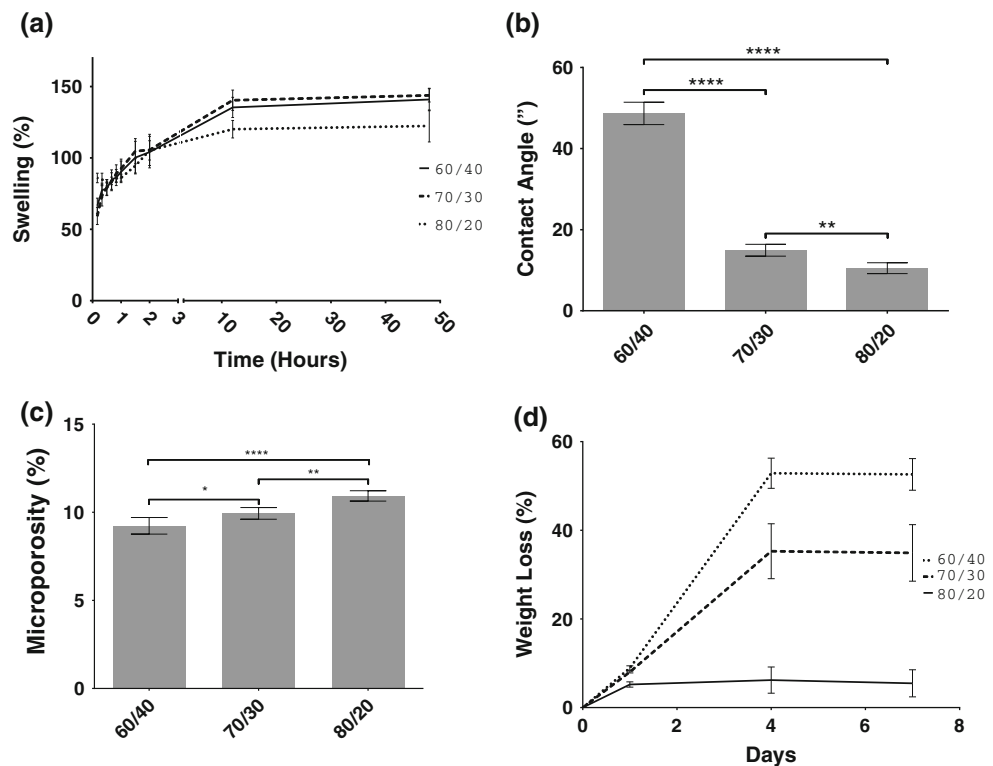 (a)
150
100
50
0
Swelling (%)
0 1 2 3 10 20 30 40 50
Time (Hours)
60/40
70/30
80/20
(b)
****
****
**
60
40
20
0
Contact Angle (”)
60/40 70/30 80/20
(c)
****
*
**
15
10
5
0
Microporosity (%)
60/40 70/30 80/20
(d)
60
40
20
0
Weight Loss (%)
0 2 4 6 8
Days
60/40
70/30
80/20